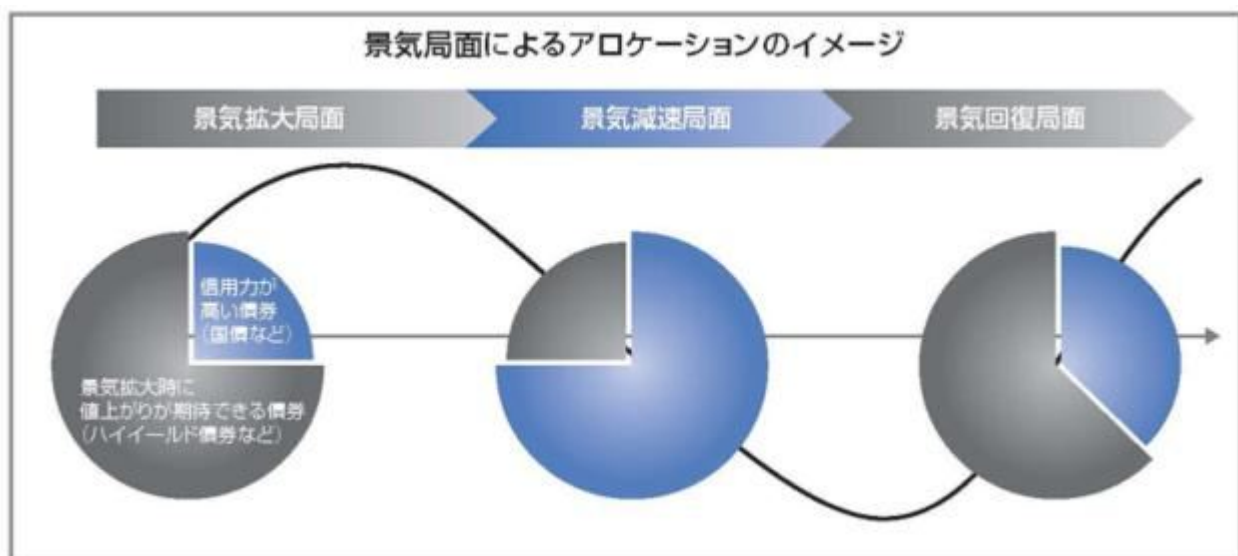 景気局面によるアロケーションのイメージ
景気拡大局面
景気減速局面
景気回復局面
信用力が
高い債券
(国債など)
景気拡大時に
値上がりが期待できる債券
(ハイイールド債券など)